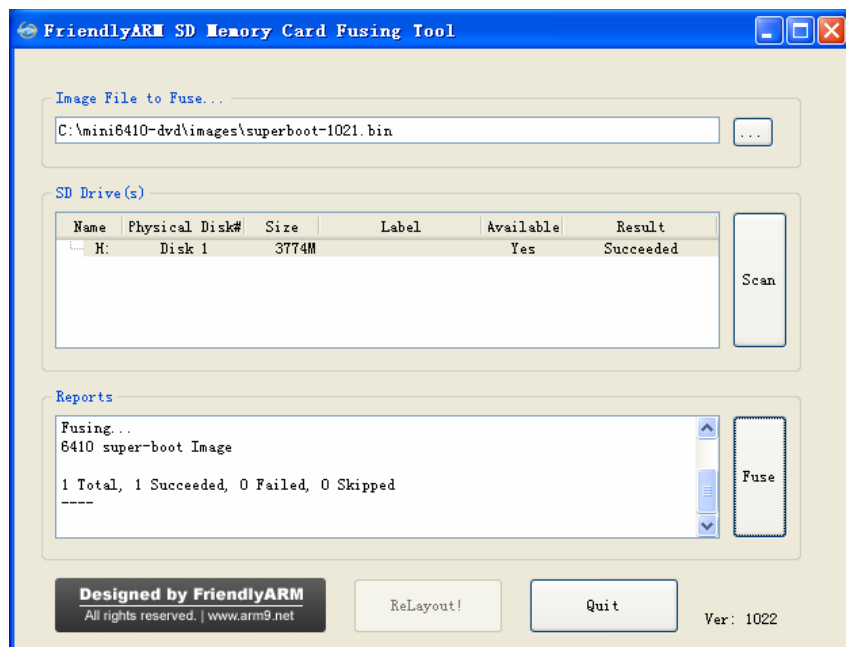 FriendlyARM SD Memory Card Fusing Tool
Image File to Fuse...
C:\mini6410-dvd\images\superboot-1021.bin
...
SD Drive(s)
Name Physical Disk# Size Label Available Result
H: Disk 1 3774M Yes Succeeded
Scan
Reports
Fusing...
6410 super-boot Image
1 Total, 1 Succeeded, 0 Failed, 0 Skipped
----
Fuse
Designed by FriendlyARM
All rights reserved. | www.arm9.net
ReLayout!
Quit
Ver: 1022